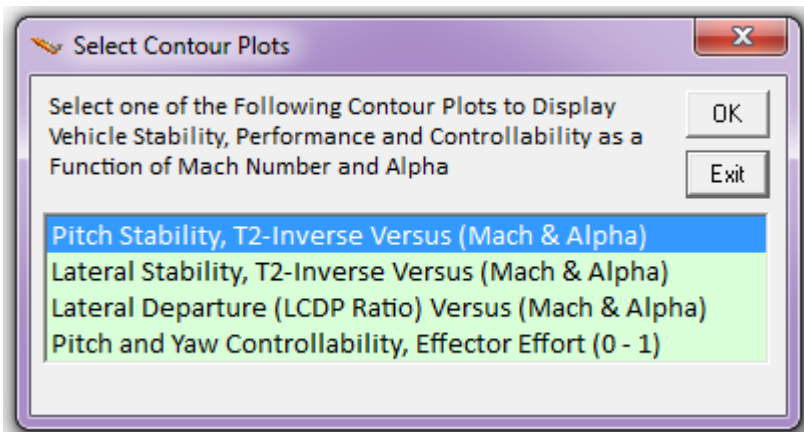 Select Contour Plots
Select one of the Following Contour Plots to Display
Vehicle Stability, Performance and Controllability as a
Function of Mach Number and Alpha
OK
Exit
Pitch Stability, T2-Inverse Versus (Mach & Alpha)
Lateral Stability, T2-Inverse Versus (Mach & Alpha)
Lateral Departure (LCDP Ratio) Versus (Mach & Alpha)
Pitch and Yaw Controllability, Effector Effort (0 - 1)